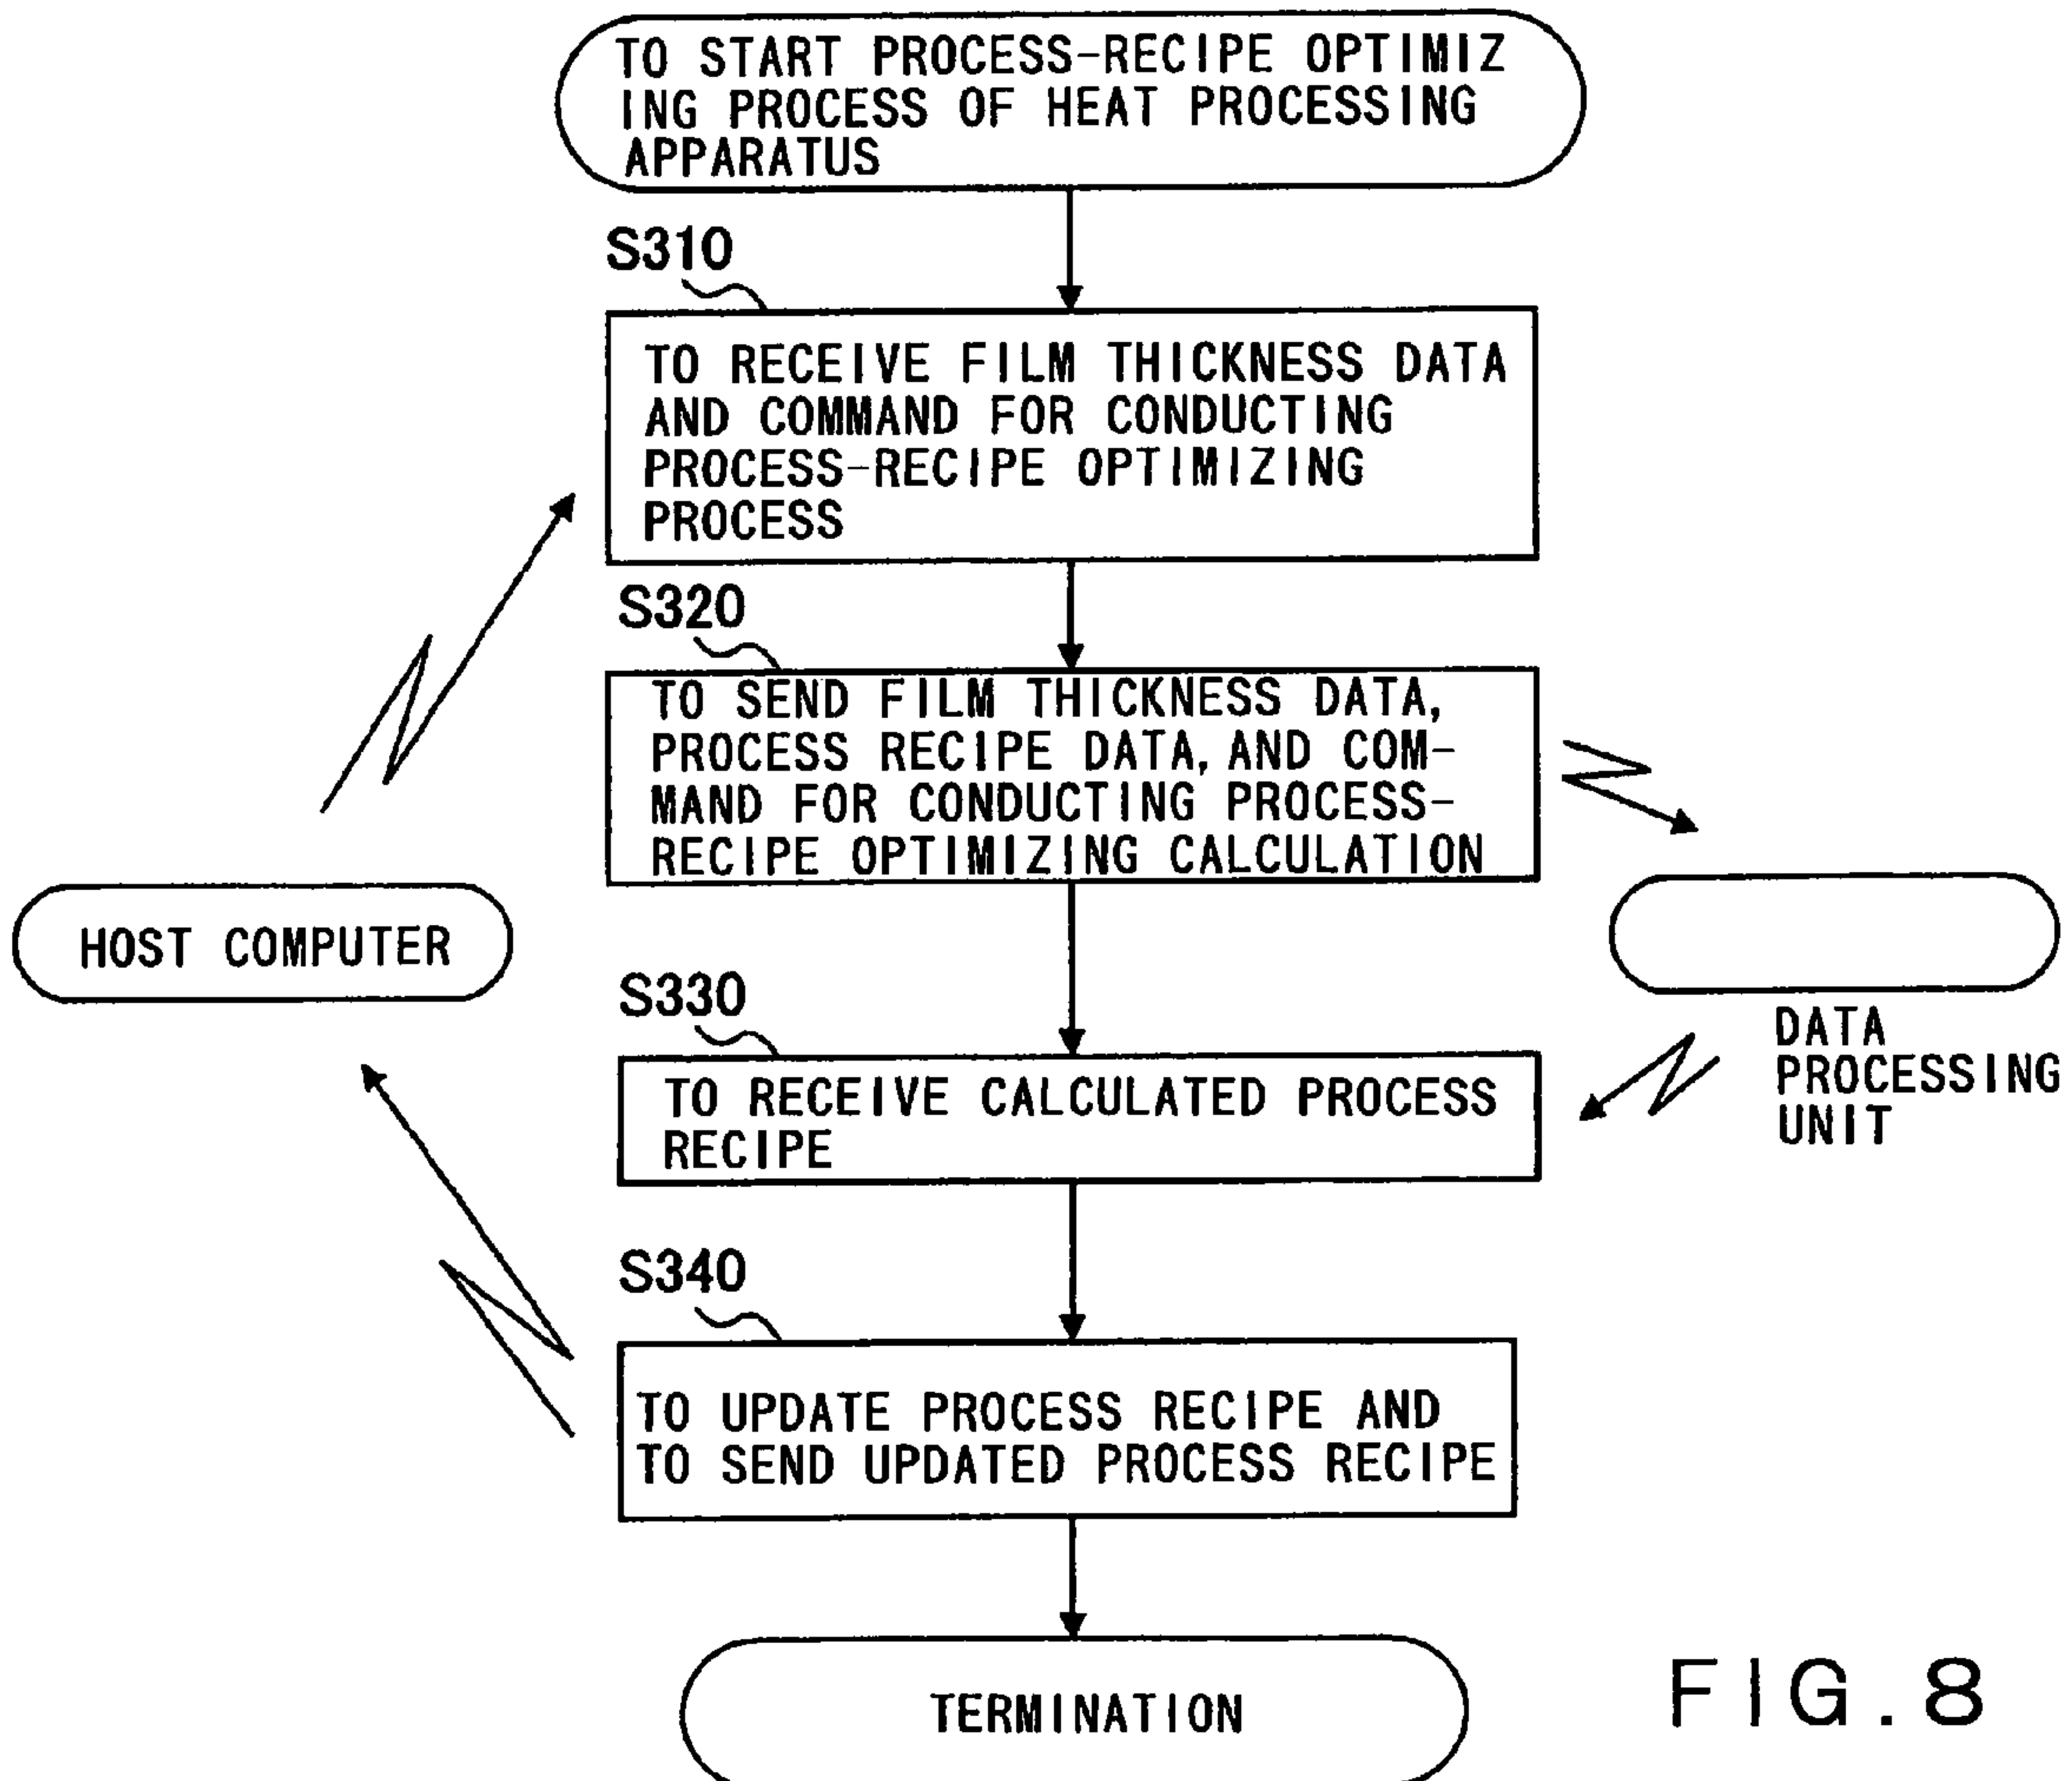 TO START PROCESS-RECIPE OPTIMIZ
ING PROCESS OF HEAT PROCESSING
APPARATUS
S310
TO RECEIVE FILM THICKNESS DATA
AND COMMAND FOR CONDUCTING
PROCESS-RECIPE OPTIMIZING
PROCESS
S320
TO SEND FILM THICKNESS DATA,
PROCESS RECIPE DATA, AND COM-
MAND FOR CONDUCTING PROCESS-
RECIPE OPTIMIZING CALCULATION
HOST COMPUTER
S330
DATA
PROCESSING
UNIT
TO RECEIVE CALCULATED PROCESS
RECIPE
S340
TO UPDATE PROCESS RECIPE AND
TO SEND UPDATED PROCESS RECIPE
TERMINATION
FIG.8